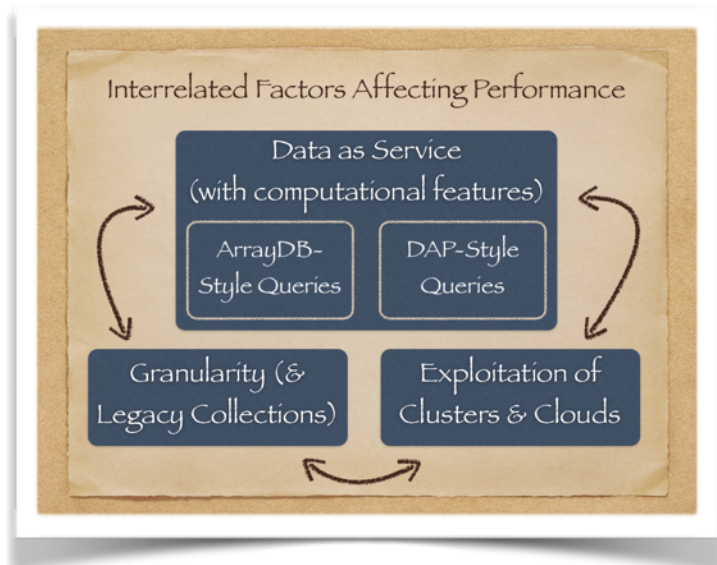 Interrelated Factors Affecting Performance
Data as Service
(with computational features)
ArrayDB-
Style Queries
DAP-Style
Queries
Granularity (&
Legacy Collections)
Exploitation of
Clusters & Clouds